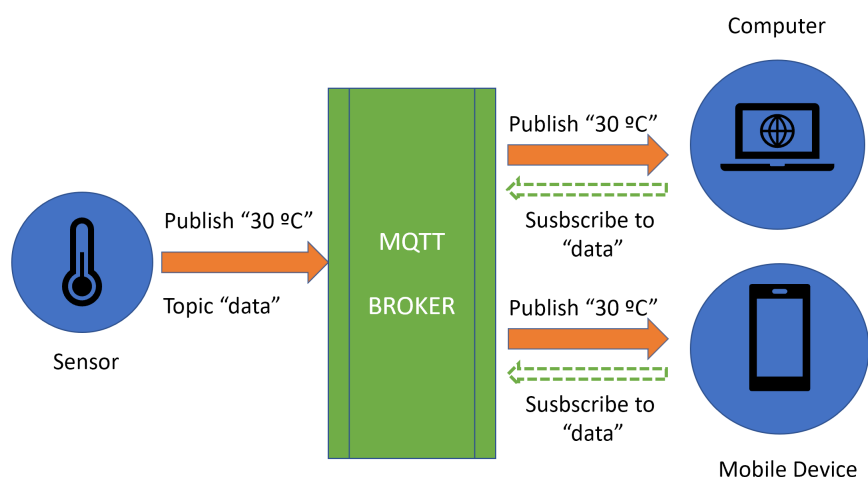 Computer
Publish “30 ºC”
Susbscribe to
“data”
Publish “30 ºC”
Topic “data”
Sensor
MQTT
BROKER
Publish “30 ºC”
Susbscribe to
“data”
Mobile Device